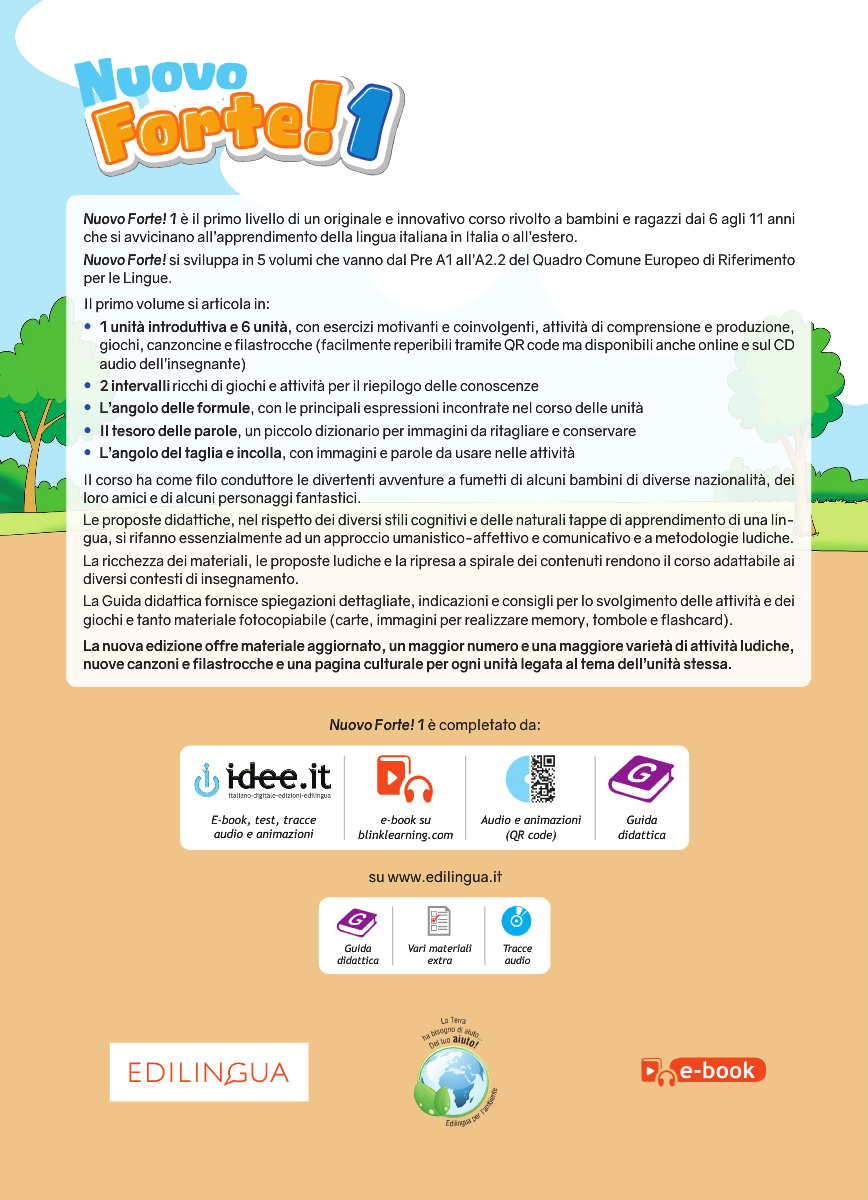 Nuovo
Forte! 1
Nuovo Forte! 1 è il primo livello di un originale e innovativo corso rivolto a bambini e ragazzi dai 6 agli 11 anni
che si avvicinano all'apprendimento della lingua italiana in Italia o all'estero.
Nuovo Forte! si sviluppa in 5 volumi che vanno dal Pre A1 all'A2.2 del Quadro Comune Europeo di Riferimento
per le Lingue.
Il primo volume si articola in:
• 1 unità introduttiva e 6 unità, con esercizi motivanti e coinvolgenti, attività di comprensione e produzione,
giochi, canzoncine e filastrocche (facilmente reperibili tramite QR code ma disponibili anche online e sul CD
audio dell'insegnante)
• 2 intervalli ricchi di giochi e attività per il riepilogo delle conoscenze
• L'angolo delle formule, con le principali espressioni incontrate nel corso delle unità
• Il tesoro delle parole, un piccolo dizionario per immagini da ritagliare e conservare
• L'angolo del taglia e incolla, con immagini e parole da usare nelle attività
Il corso ha come filo conduttore le divertenti avventure a fumetti di alcuni bambini di diverse nazionalità, dei
loro amici e di alcuni personaggi fantastici.
Le proposte didattiche, nel rispetto dei diversi stili cognitivi e delle naturali tappe di apprendimento di una lin-
gua, si rifanno essenzialmente ad un approccio umanistico-affettivo e comunicativo e a metodologie ludiche.
La ricchezza dei materiali, le proposte ludiche e la ripresa a spirale dei contenuti rendono il corso adattabile ai
diversi contesti di insegnamento.
La Guida didattica fornisce spiegazioni dettagliate, indicazioni e consigli per lo svolgimento delle attività e dei
giochi e tanto materiale fotocopiabile (carte, immagini per realizzare memory, tombole e flashcard).
La nuova edizione offre materiale aggiornato, un maggior numero e una maggiore varietà di attività ludiche,
nuove canzoni e filastrocche e una pagina culturale per ogni unità legata al tema dell'unità stessa.
Nuovo Forte! 1 è completato da:
idee.it
italiano-digitale-edizioni-edilingua
E-book, test, tracce
audio e animazioni
e-book su
blinklearning.com
Audio e animazioni
(QR code)
G
Guida
didattica
su www.edilingua.it
G
Guida
didattica
Vari materiali
extra
Tracce
audio
EDILINGUA
La Terra
ha bisogno di aiuto...
Del tuo aiuto!
Edilingua per l'ambiente
e-book